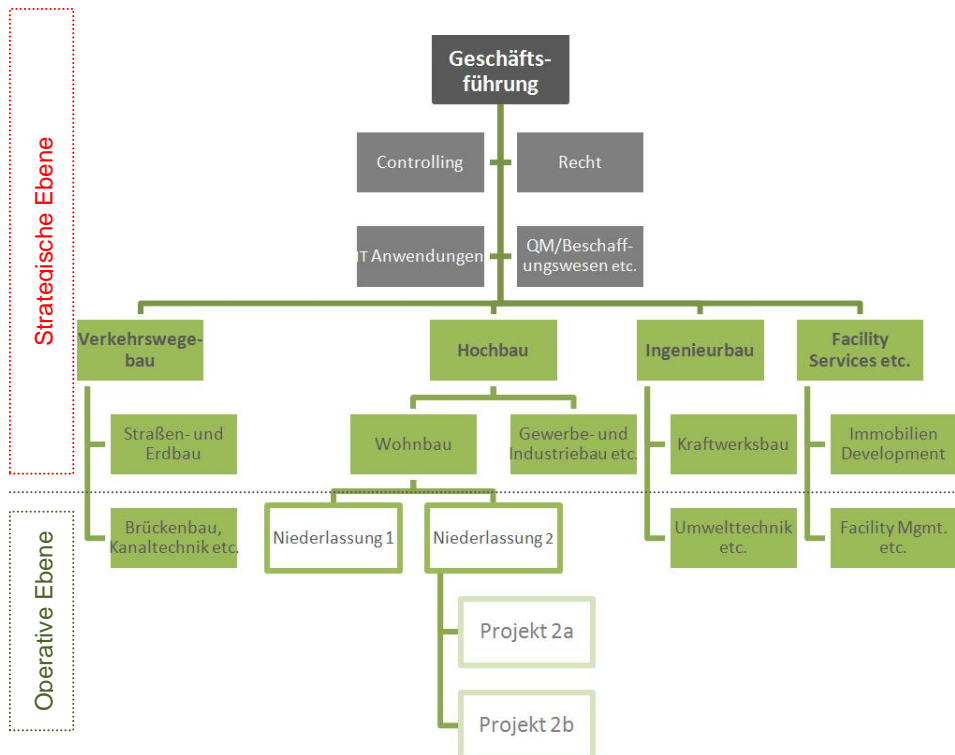 Strategische Ebene
Geschäfts-
führung
Controlling
Recht
IT Anwendungen
QM/Beschaff-
ungswesen etc.
Verkehrswege-
bau
Hochbau
Ingenieurbau
Facility
Services etc.
Straßen- und
Erdbau
Wohnbau
Gewerbe- und
Industriebau etc.
Kraftwerksbau
Immobilien
Development
Operative Ebene
Brückenbau,
Kanaltechnik etc.
Niederlassung 1
Niederlassung 2
Umwelttechnik
etc.
Facility Mgmt.
etc.
Projekt 2a
Projekt 2b